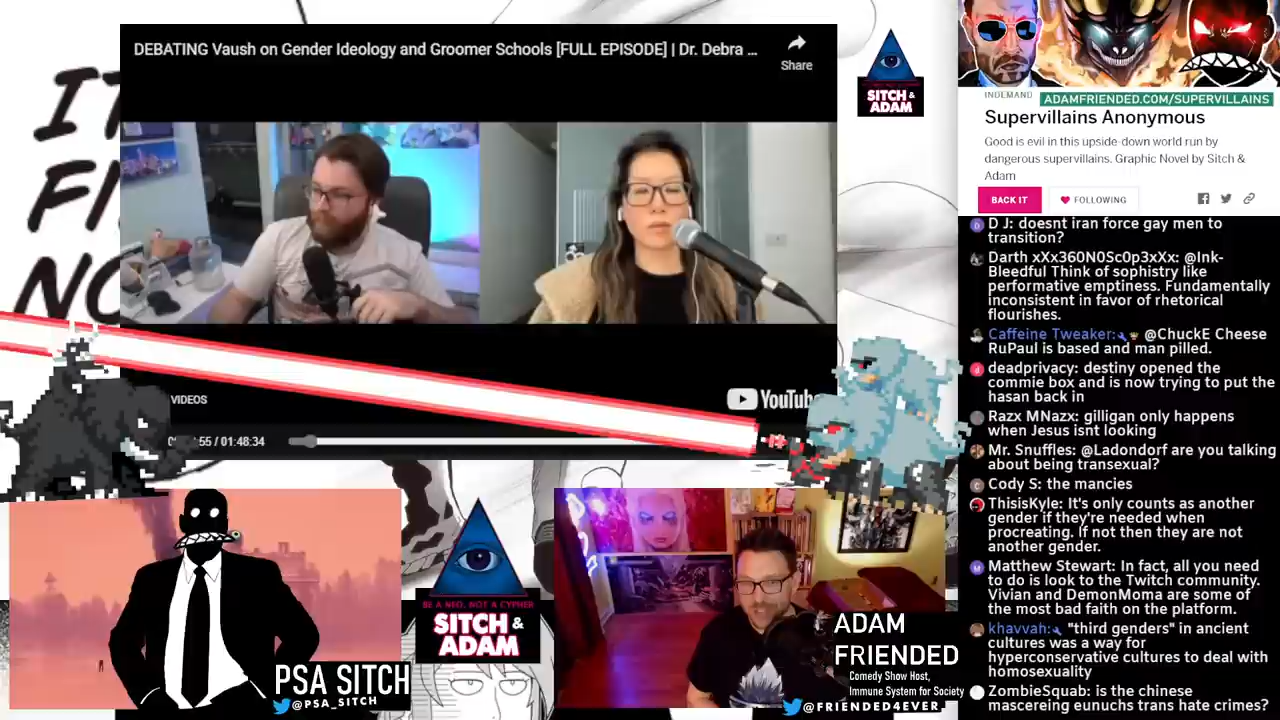 DEBATING Vaush on Gender Ideology and Groomer Schools [FULL EPISODE] | Dr. Debra ...
Share
SITCH &
ADAM
INDEMAND
ADAMFRIENDED.COM/SUPERVILLAINS
Supervillains Anonymous
Good is evil in this upside-down world run by
dangerous supervillains. Graphic Novel by Sitch &
Adam
BACK IT
FOLLOWING
D J: doesnt iran force gay men to
transition?
Darth xXx360N0Sc0p3xXx: @Ink-
Bleedful Think of sophistry like
performative emptiness. Fundamentally
inconsistent in favor of rhetorical
flourishes.
Caffeine Tweaker: @ChuckE Cheese
RuPaul is based and man pilled.
deadprivacy: destiny opened the
commie box and is now trying to put the
hasan back in
Razx MNazx: gilligan only happens
when Jesus isnt looking
Mr. Snuffles: @Ladondorf are you talking
about being transexual?
Cody S: the mancies
ThisisKyle: It's only counts as another
gender if they're needed when
procreating. If not then they are not
another gender.
Matthew Stewart: In fact, all you need
to do is look to the Twitch community.
Vivian and DemonMoma are some of
the most bad faith on the platform.
khavvah: "third genders" in ancient
cultures was a way for
hyperconservative cultures to deal with
homosexuality
ZombieSquab: is the chinese
mascereing eunuchs trans hate crimes?
VIDEOS
YouTube
55 / 01:48:34
BE A NEO, NOT A CYPHER
SITCH &
ADAM
PSA SITCH
@PSA_SITCH
ADAM
FRIENDED
Comedy Show Host,
Immune System for Society
@FRIENDED4EVER